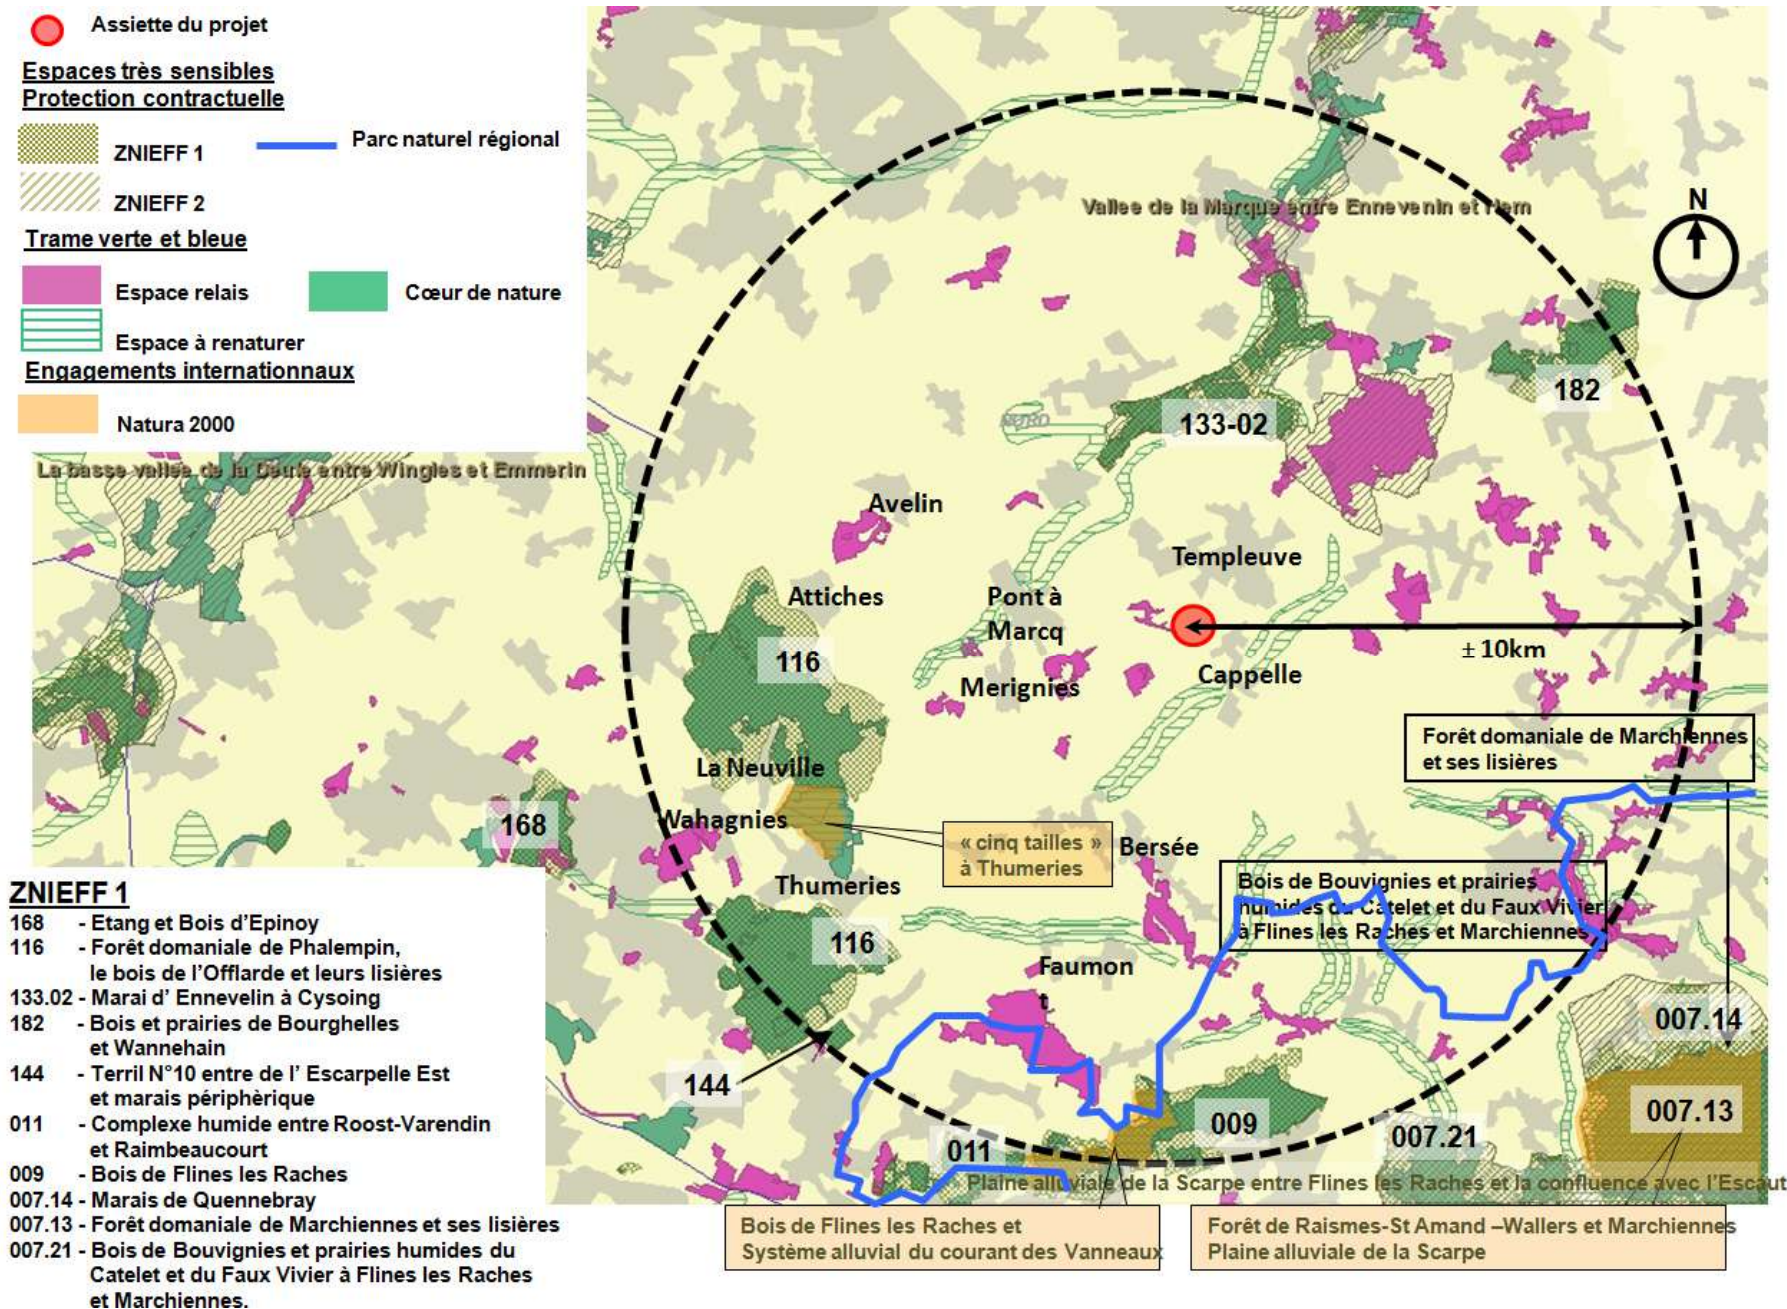 Assiette du projet
Espaces très sensibles
Protection contractuelle
ZNIEFF 1
Parc naturel régional
ZNIEFF 2
Trame verte et bleue
Espace relais
Cœur de nature
Espace à renaturer
Engagements internationnaux
Natura 2000
N
Vallee de la Marque entre Ennevenin et Hem
182
133-02
NORD
La basse vallée de la Deule entre Wingles et Emmerin
Avelin
Templeuve
Attiches
Pont à
Marcq
116
± 10km
Merignies
Cappelle
Forêt domaniale de Marchiennes
et ses lisières
La Neuville
Wahagnies
168
« cinq tailles »
à Thumeries
Bersée
Thumeries
Bois de Bouvignies et prairies
humides du Catelet et du Faux Vivier
à Flines les Raches et Marchiennes
116
Faumon
t
007.14
144
007.13
009
007.21
011
Plaine alluviale de la Scarpe entre Flines les Raches et la confluence avec l'Escaut
Bois de Flines les Raches et
Système alluvial du courant des Vanneaux
Forêt de Raismes-St Amand –Wallers et Marchiennes
Plaine alluviale de la Scarpe
ZNIEFF 1
168 - Etang et Bois d'Epinoy
116 - Forêt domaniale de Phalempin,
le bois de l'Offlarde et leurs lisières
133.02 - Marai d' Ennevelin à Cysoing
182 - Bois et prairies de Bourghelles
et Wannehain
144 - Terril N°10 entre de l' Escarpelle Est
et marais périphèrique
011 - Complexe humide entre Roost-Varendin
et Raimbeaucourt
009 - Bois de Flines les Raches
007.14 - Marais de Quennebray
007.13 - Forêt domaniale de Marchiennes et ses lisières
007.21 - Bois de Bouvignies et prairies humides du
Catelet et du Faux Vivier à Flines les Raches
et Marchiennes.